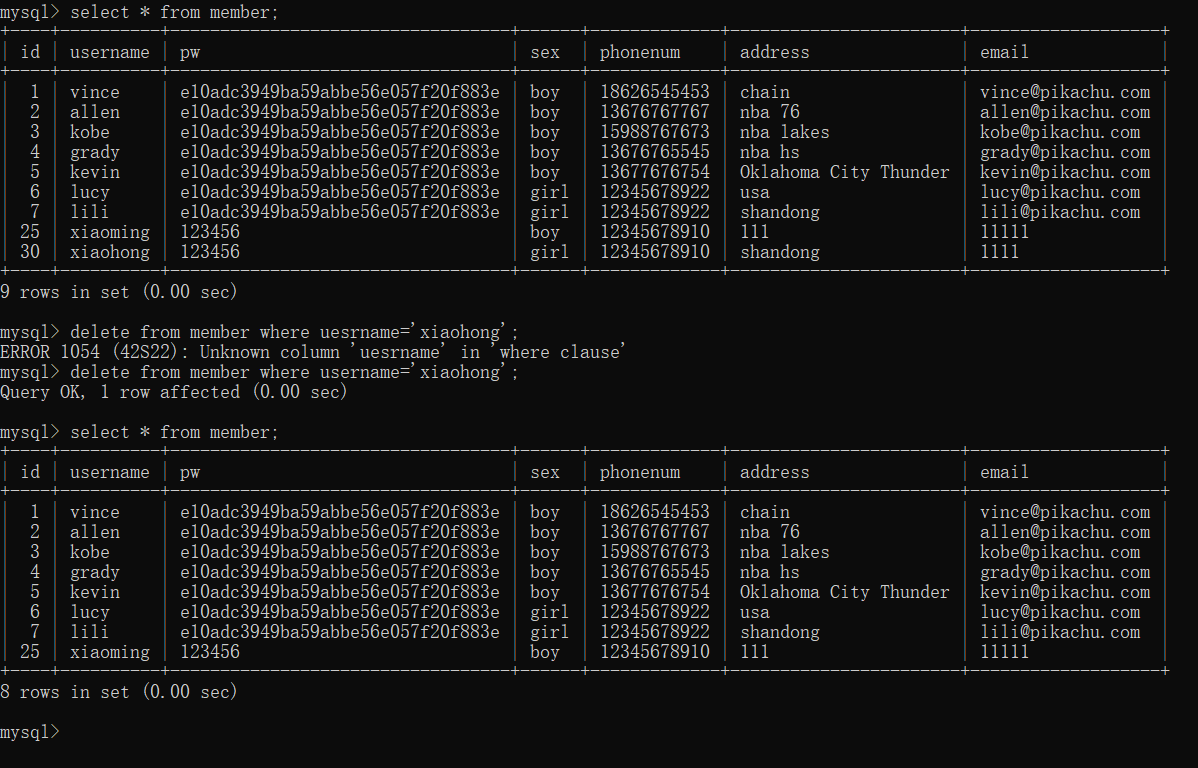 mysql> select * from member;
+----+----------+----------------------------------+------+-------------+-----------------------+-------------------+
| id | username | pw                               | sex  | phonenum    | address               | email             |
+----+----------+----------------------------------+------+-------------+-----------------------+-------------------+
|  1 | vince    | e10adc3949ba59abbe56e057f20f883e | boy  | 18626545453 | chain                 | vince@pikachu.com |
|  2 | allen    | e10adc3949ba59abbe56e057f20f883e | boy  | 13676767767 | nba 76                | allen@pikachu.com |
|  3 | kobe     | e10adc3949ba59abbe56e057f20f883e | boy  | 15988767673 | nba lakes             | kobe@pikachu.com  |
|  4 | grady    | e10adc3949ba59abbe56e057f20f883e | boy  | 13676765545 | nba hs                | grady@pikachu.com |
|  5 | kevin    | e10adc3949ba59abbe56e057f20f883e | boy  | 13677676754 | Oklahoma City Thunder | kevin@pikachu.com |
|  6 | lucy     | e10adc3949ba59abbe56e057f20f883e | girl | 12345678922 | usa                   | lucy@pikachu.com  |
|  7 | lili     | e10adc3949ba59abbe56e057f20f883e | girl | 12345678922 | shandong              | lili@pikachu.com  |
| 25 | xiaoming | 123456                           | boy  | 12345678910 | 111                   | 11111             |
| 30 | xiaohong | 123456                           | girl | 12345678910 | shandong              | 1111              |
+----+----------+----------------------------------+------+-------------+-----------------------+-------------------+
9 rows in set (0.00 sec)

mysql> delete from member where uesrname='xiaohong';
ERROR 1054 (42S22): Unknown column 'uesrname' in 'where clause'
mysql> delete from member where username='xiaohong';
Query OK, 1 row affected (0.00 sec)

mysql> select * from member;
+----+----------+----------------------------------+------+-------------+-----------------------+-------------------+
| id | username | pw                               | sex  | phonenum    | address               | email             |
+----+----------+----------------------------------+------+-------------+-----------------------+-------------------+
|  1 | vince    | e10adc3949ba59abbe56e057f20f883e | boy  | 18626545453 | chain                 | vince@pikachu.com |
|  2 | allen    | e10adc3949ba59abbe56e057f20f883e | boy  | 13676767767 | nba 76                | allen@pikachu.com |
|  3 | kobe     | e10adc3949ba59abbe56e057f20f883e | boy  | 15988767673 | nba lakes             | kobe@pikachu.com  |
|  4 | grady    | e10adc3949ba59abbe56e057f20f883e | boy  | 13676765545 | nba hs                | grady@pikachu.com |
|  5 | kevin    | e10adc3949ba59abbe56e057f20f883e | boy  | 13677676754 | Oklahoma City Thunder | kevin@pikachu.com |
|  6 | lucy     | e10adc3949ba59abbe56e057f20f883e | girl | 12345678922 | usa                   | lucy@pikachu.com  |
|  7 | lili     | e10adc3949ba59abbe56e057f20f883e | girl | 12345678922 | shandong              | lili@pikachu.com  |
| 25 | xiaoming | 123456                           | boy  | 12345678910 | 111                   | 11111             |
+----+----------+----------------------------------+------+-------------+-----------------------+-------------------+
8 rows in set (0.00 sec)

mysql>